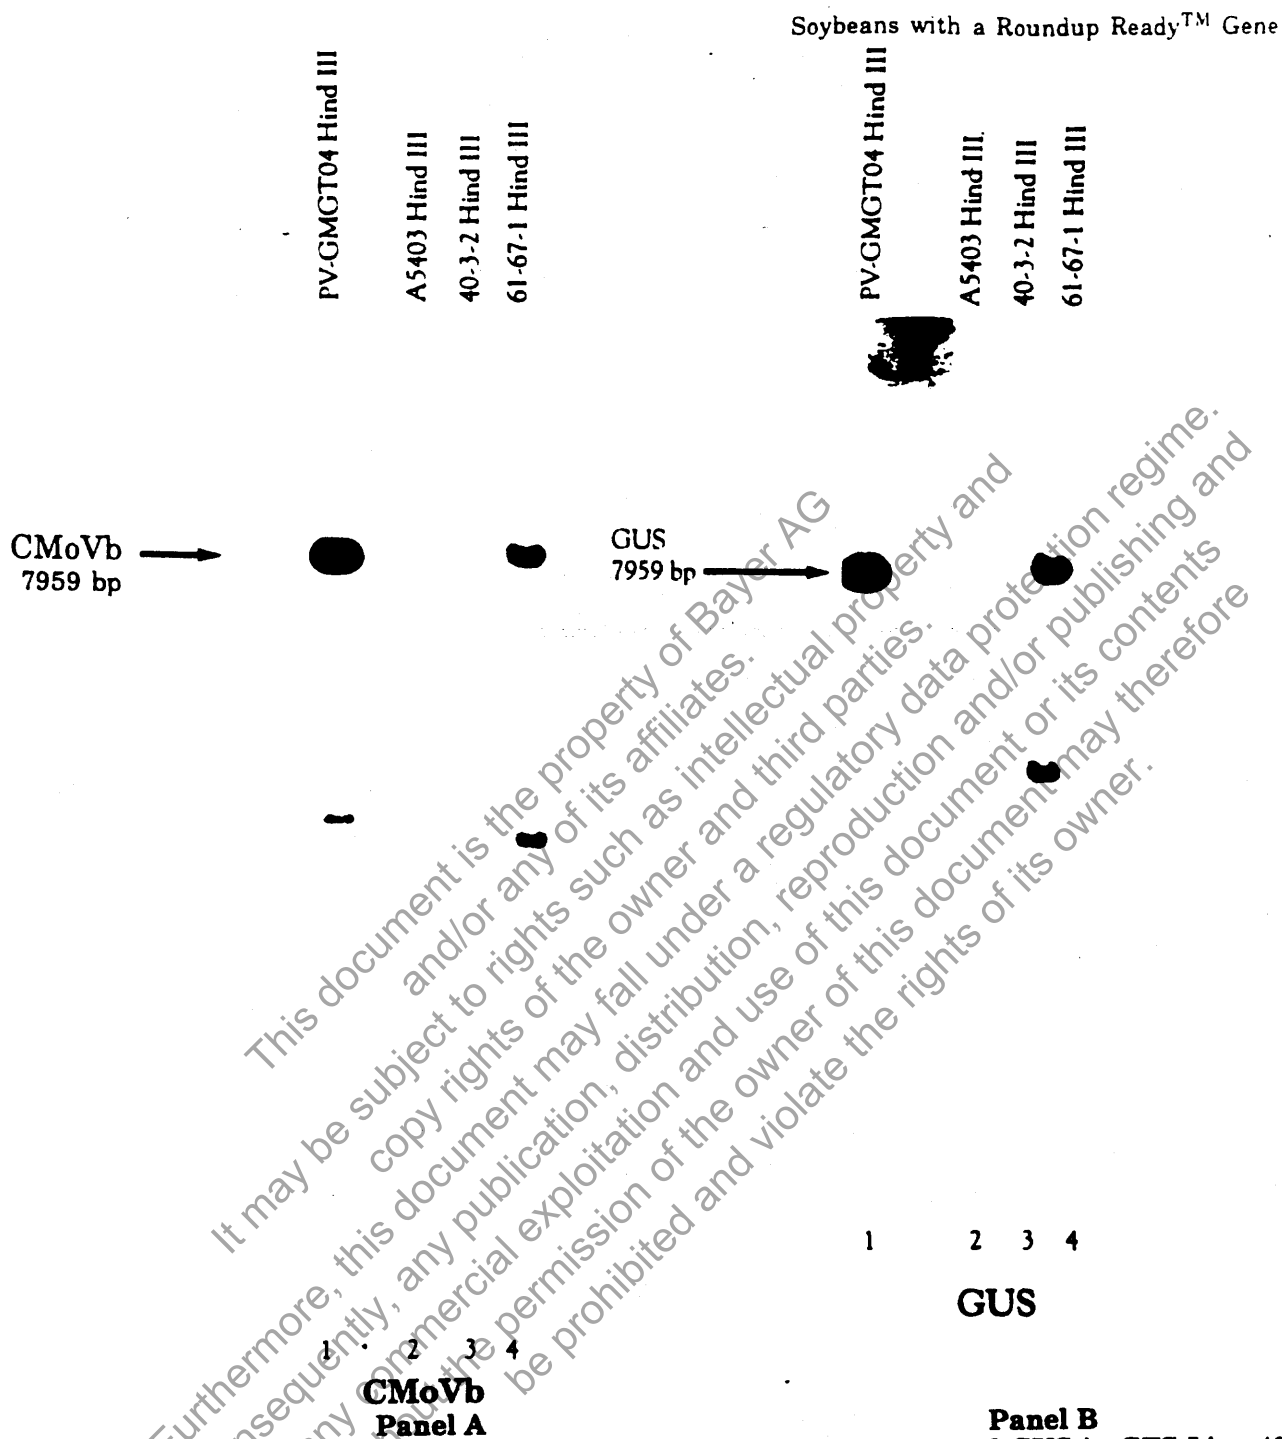 Soybeans with a Roundup Ready™ Gene
PV-GMGT04 Hind III
A5403 Hind III
40-3-2 Hind III
61-67-1 Hind III
PV-GMGT04 Hind III
A5403 Hind III.
40-3-2 Hind III
61-67-1 Hind III
CMoVb
7959 bp
GUS
7959 bp
This document is the property of Bayer AG
and/or any of its affiliates.
It may be subject to rights such as intellectual property and
copy rights of the owner and third parties.
Furthermore, this document may fall under a regulatory data protection regime.
any publication, distribution, reproduction and/or publishing and
any commercial exploitation and use of this document or its contents
the permission of the owner of this document may therefore
be prohibited and violate the rights of its owner.
1 2 3 4
GUS
1 2 3 4
CMoVb
Panel A
Panel B